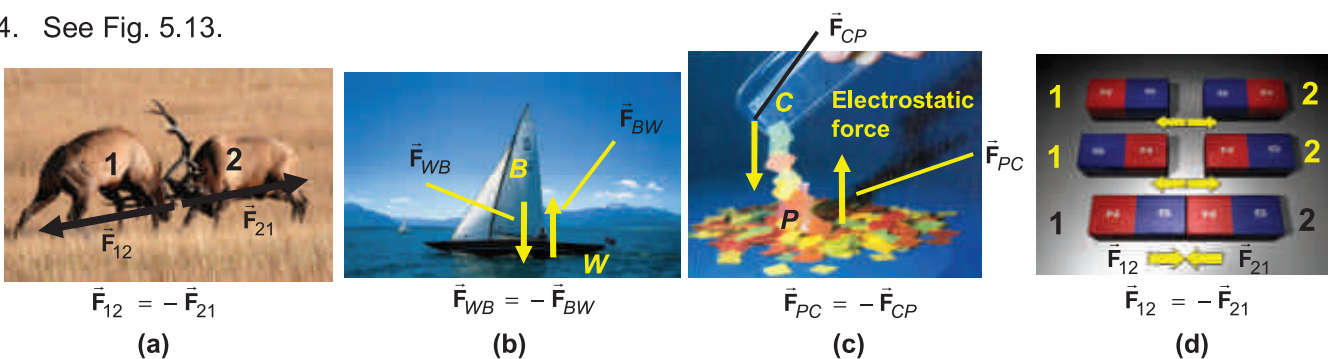 4. See Fig. 5.13.
1 2
F⃗12
F⃗21
F⃗12 = – F⃗21
(a)
F⃗WB
B
F⃗BW
W
F⃗WB = – F⃗BW
(b)
F⃗CP
C
Electrostatic
force
F⃗PC
P
F⃗PC = – F⃗CP
(c)
1 2
1 2
1 2
N S N S
F⃗12 F⃗21
F⃗12 = – F⃗21
(d)